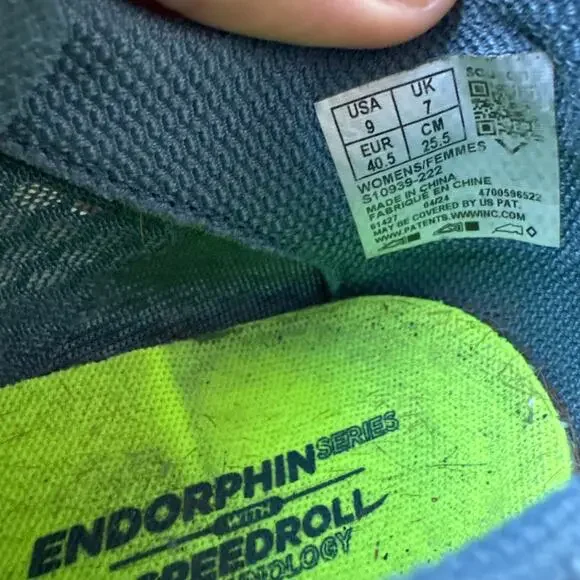 USA UK
9 7
EUR CM
40.5 25.5
WOMENS/FEMMES
S10939-222
MADE IN CHINA
FABRIQUE EN CHINE
61427 04/24 4700596522
MAY BE COVERED BY US PAT.
WWW.PATENTS.WWWINC.COM
ENDORPHIN SERIES
WITH
SPEEDROLL